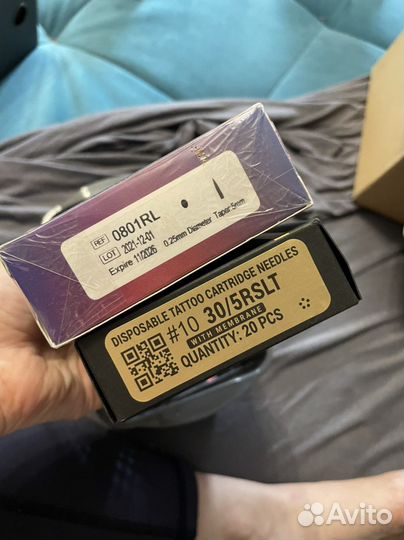 REF 0801RL
LOT 2021-12-01
Expire 11/2026 0.25mm Diameter Taper 5mm
DISPOSABLE TATTOO CARTRIDGE NEEDLES
#10 30/5RSLT
WITH MEMBRANE
QUANTITY: 20 PCS
Avito